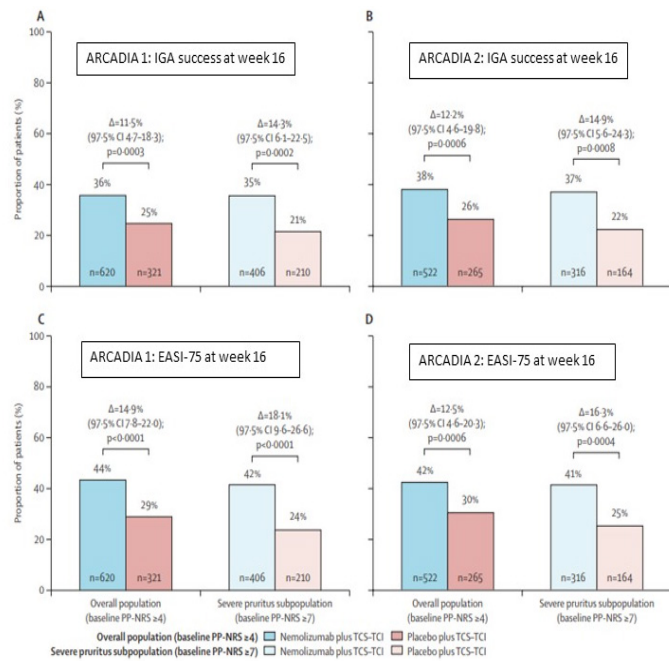 A
ARCADIA 1: IGA success at week 16
Proportion of patients (%)
100
80
60
40
20
0
Δ=11·5%
(97·5% CI 4·7–18·3);
p=0·0003
36%
25%
n=620
n=321
Δ=14·3%
(97·5% CI 6·1–22·5);
p=0·0002
35%
21%
n=406
n=210
B
ARCADIA 2: IGA success at week 16
Δ=12·2%
(97·5% CI 4·6–19·8);
p=0·0006
38%
26%
n=522
n=265
Δ=14·9%
(97·5% CI 5·6–24·3);
p=0·0008
37%
22%
n=316
n=164
C
ARCADIA 1: EASI-75 at week 16
Proportion of patients (%)
100
80
60
40
20
0
Δ=14·9%
(97·5% CI 7·8–22·0);
p<0·0001
44%
29%
n=620
n=321
Δ=18·1%
(97·5% CI 9·6–26·6);
p<0·0001
42%
24%
n=406
n=210
Overall population
(baseline PP-NRS ≥4)
Severe pruritus subpopulation
(baseline PP-NRS ≥7)
D
ARCADIA 2: EASI-75 at week 16
Δ=12·5%
(97·5% CI 4·6–20·3);
p=0·0006
42%
30%
n=522
n=265
Δ=16·3%
(97·5% CI 6·6–26·0);
p=0·0004
41%
25%
n=316
n=164
Overall population
(baseline PP-NRS ≥4)
Severe pruritus subpopulation
(baseline PP-NRS ≥7)
Overall population (baseline PP-NRS ≥4) Nemolizumab plus TCS–TCI Placebo plus TCS–TCI
Severe pruritus subpopulation (baseline PP-NRS ≥7) Nemolizumab plus TCS–TCI Placebo plus TCS–TCI